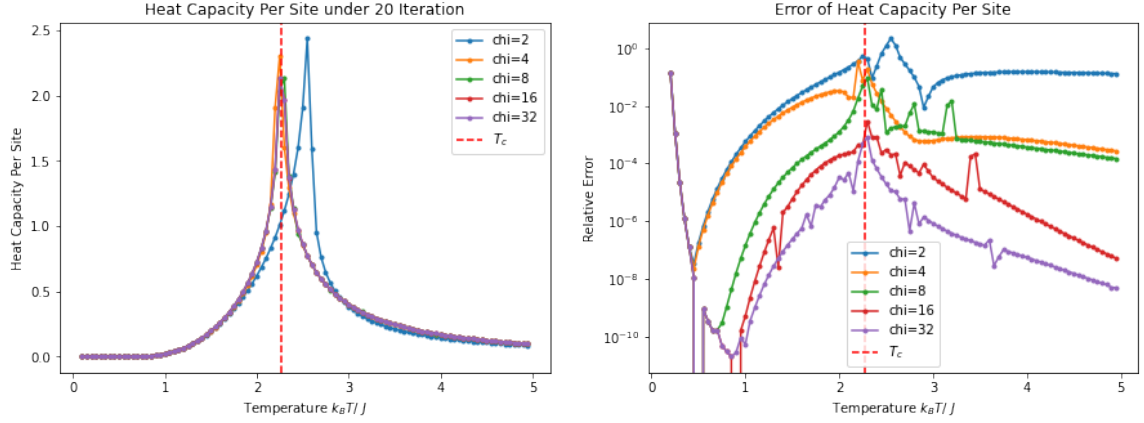 Heat Capacity Per Site under 20 Iteration
Heat Capacity Per Site
2.5
2.0
1.5
1.0
0.5
0.0
0
1
2
3
4
5
Temperature k_BT/ J
chi=2
chi=4
chi=8
chi=16
chi=32
T_c
Error of Heat Capacity Per Site
Relative Error
10^0
10^-2
10^-4
10^-6
10^-8
10^-10
0
1
2
3
4
5
Temperature k_BT/ J
chi=2
chi=4
chi=8
chi=16
chi=32
T_c